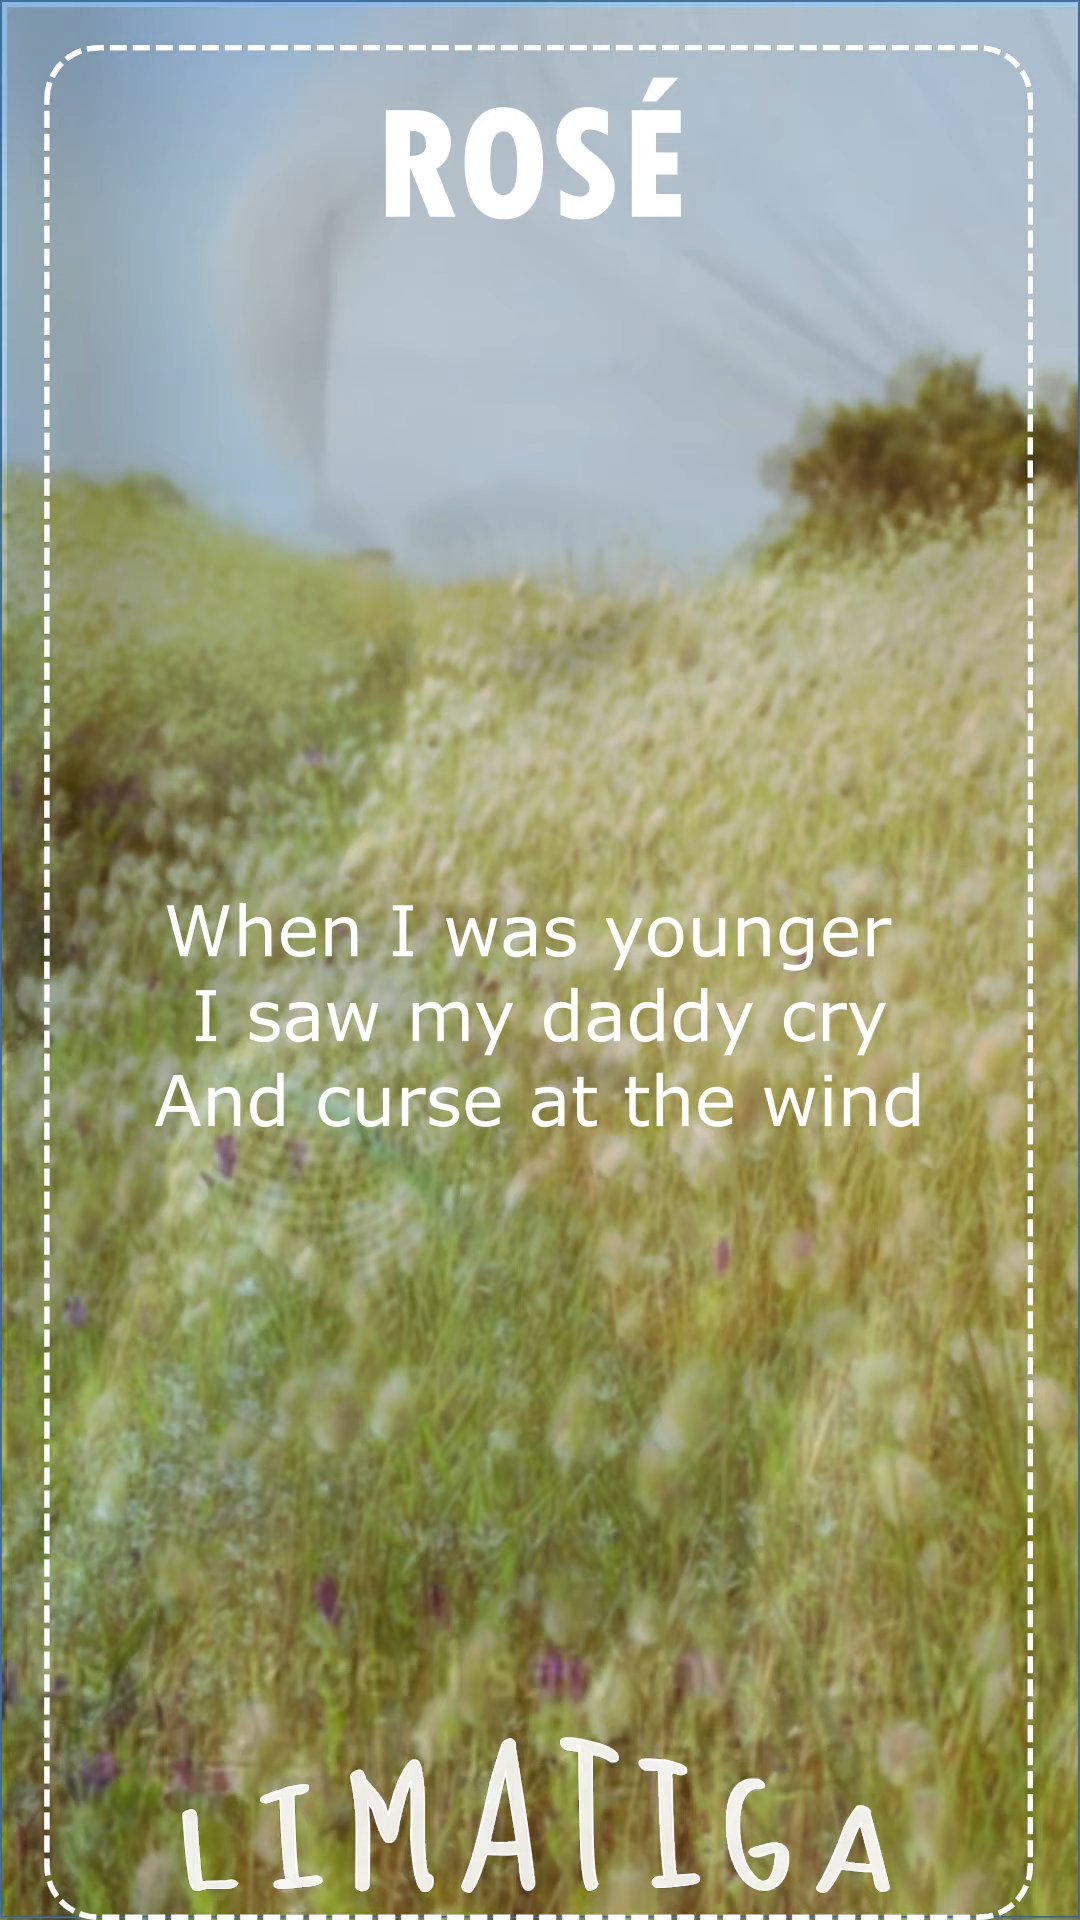 ROSÉ
When I was younger
I saw my daddy cry
And curse at the wind
LIMATIGA